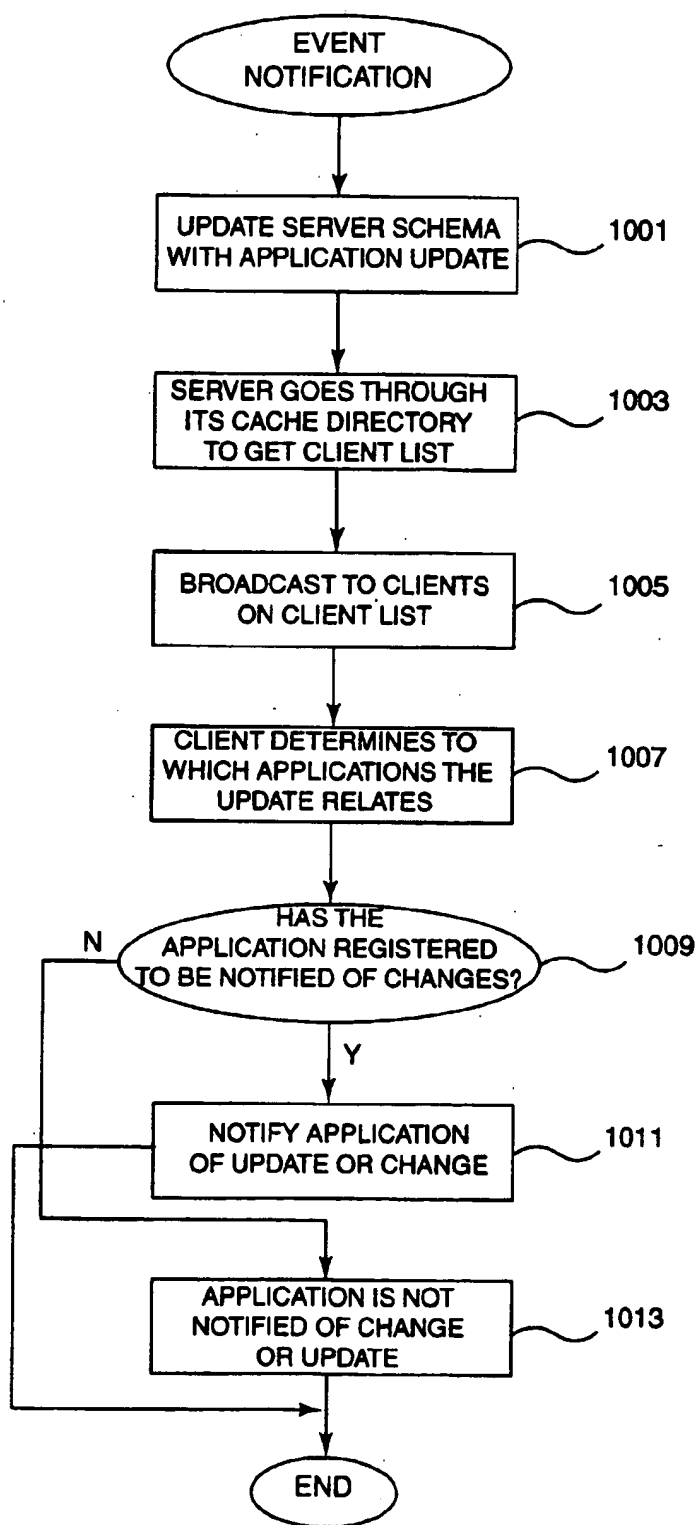 EVENT
NOTIFICATION
UPDATE SERVER SCHEMA
WITH APPLICATION UPDATE
1001
SERVER GOES THROUGH
ITS CACHE DIRECTORY
TO GET CLIENT LIST
1003
BROADCAST TO CLIENTS
ON CLIENT LIST
1005
CLIENT DETERMINES TO
WHICH APPLICATIONS THE
UPDATE RELATES
1007
HAS THE
APPLICATION REGISTERED
TO BE NOTIFIED OF CHANGES?
1009
N
Y
NOTIFY APPLICATION
OF UPDATE OR CHANGE
1011
APPLICATION IS NOT
NOTIFIED OF CHANGE
OR UPDATE
1013
END